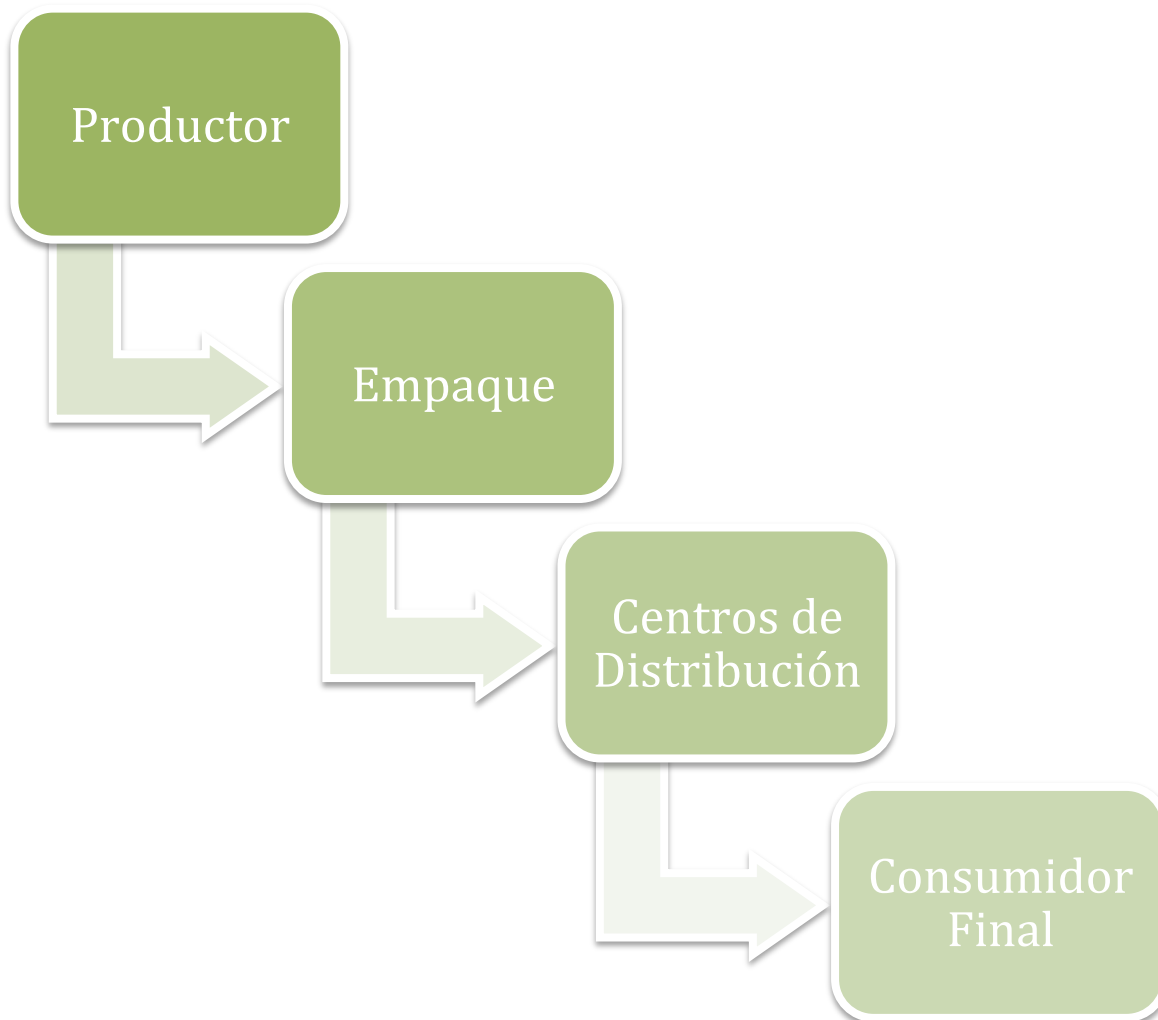 Productor
Empaque
Centros de
Distribución
Consumidor
Final